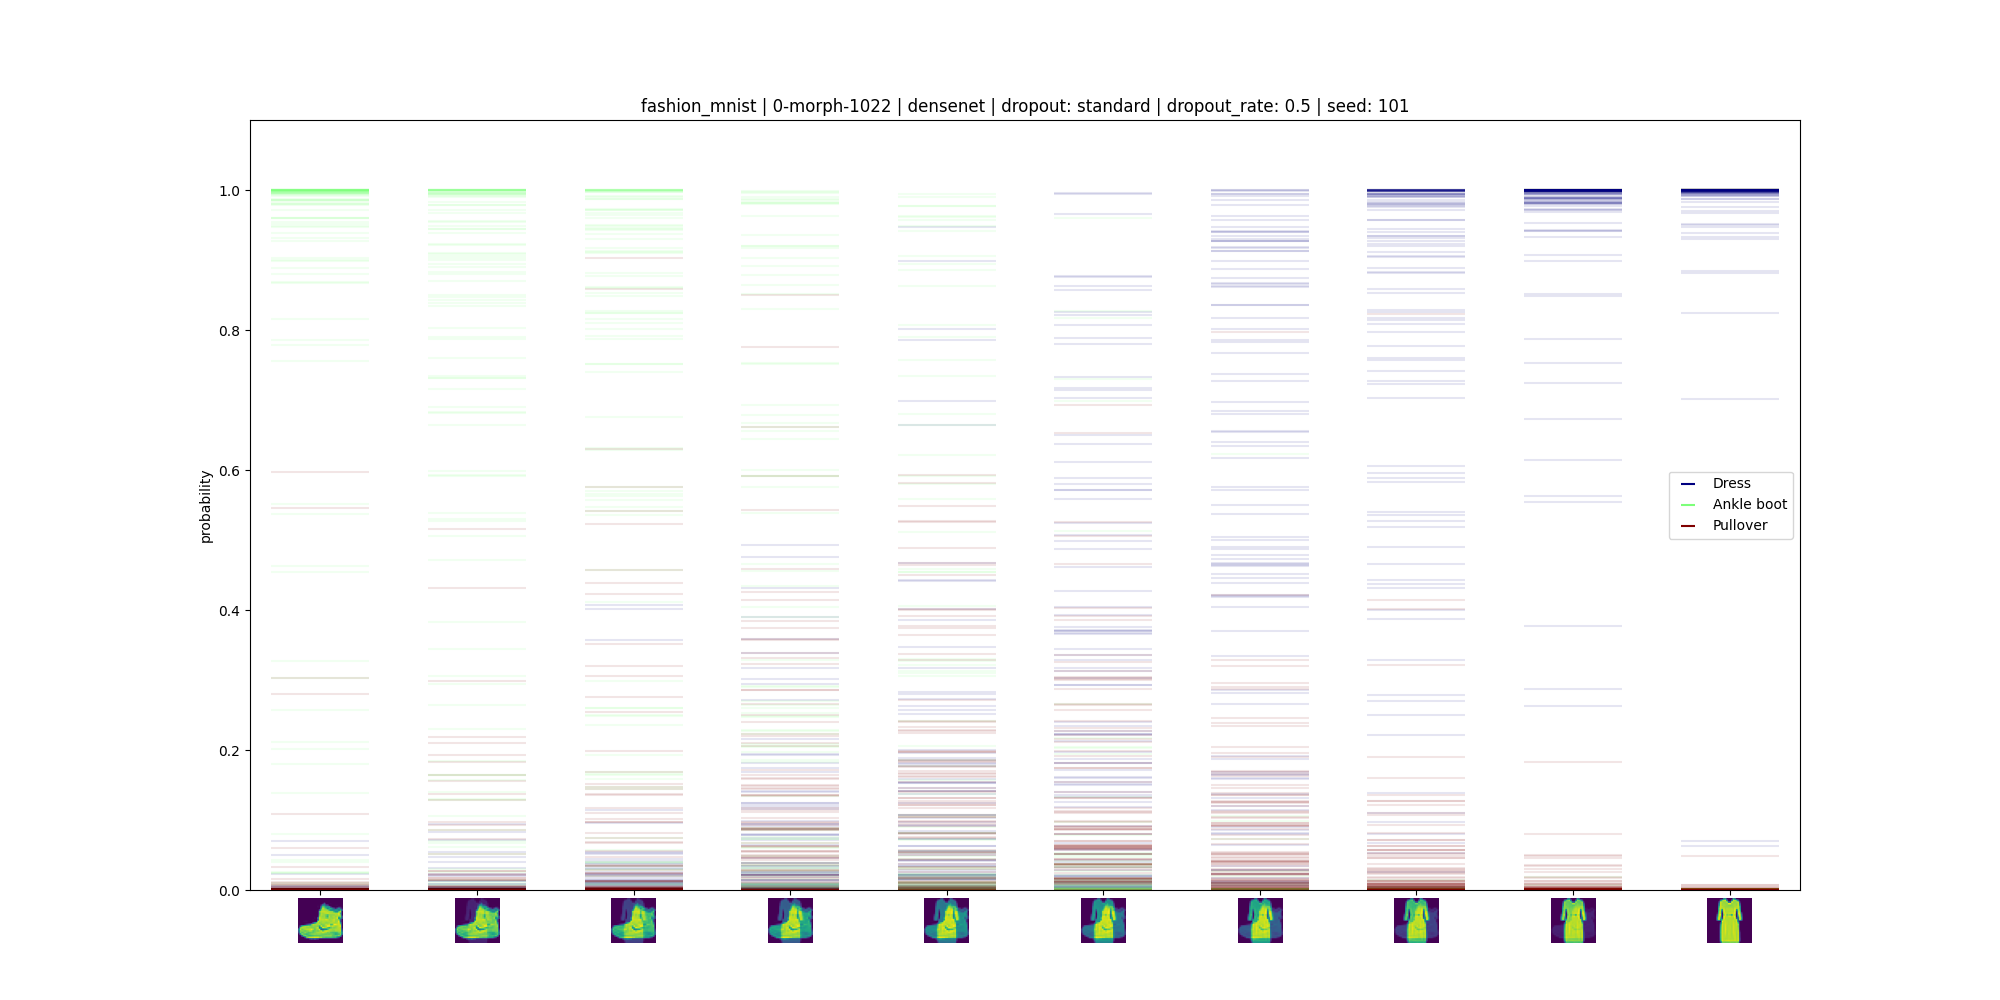 fashion_mnist | 0-morph-1022 | densenet | dropout: standard | dropout_rate: 0.5 | seed: 101
1.0
0.8
0.6
0.4
0.2
0.0
probability
Dress
Ankle boot
Pullover